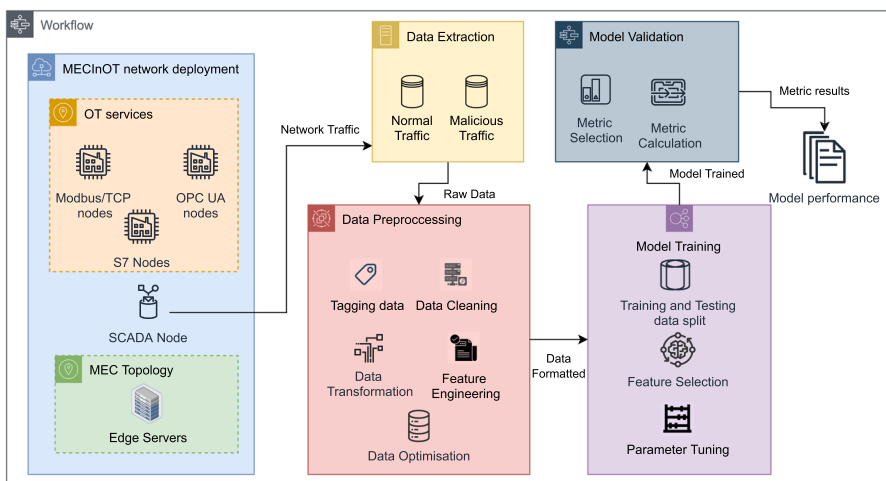 Workflow
MECInOT network deployment
OT services
Modbus/TCP
nodes
OPC UA
nodes
S7 Nodes
SCADA Node
MEC Topology
Edge Servers
Network Traffic
Data Extraction
Normal
Traffic
Malicious
Traffic
Raw Data
Data Preproccessing
Tagging data
Data Cleaning
Data
Transformation
Feature
Engineering
Data Optimisation
Data
Formatted
Model Training
Training and Testing
data split
Feature Selection
Parameter Tuning
Model Trained
Model Validation
Metric
Selection
Metric
Calculation
Metric results
Model performance